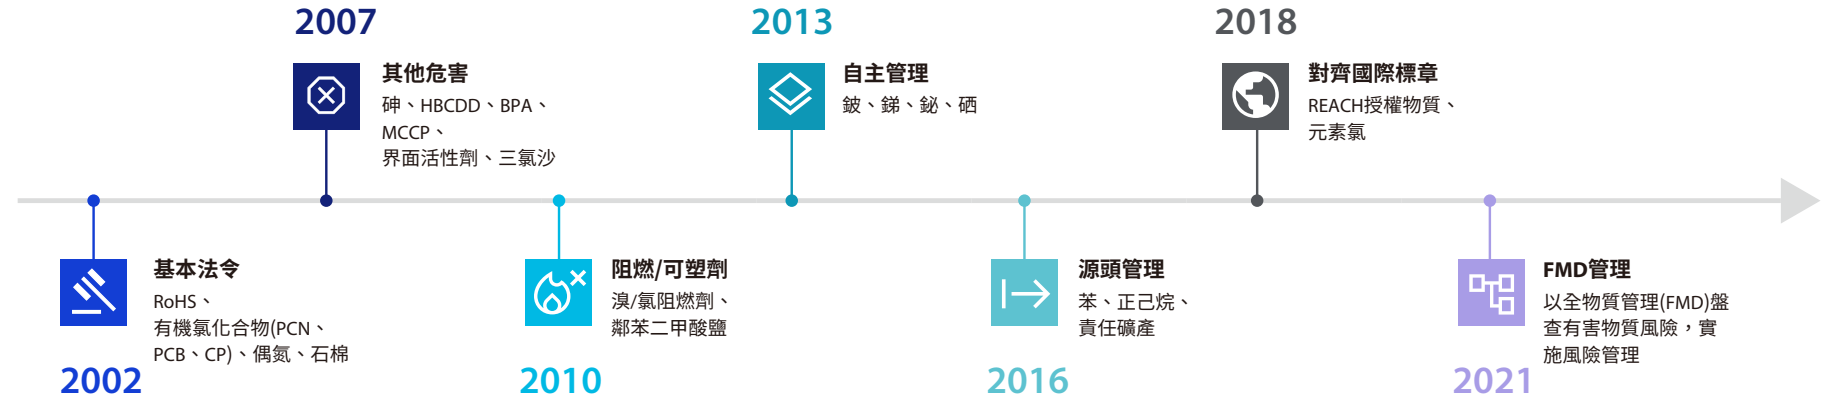 2007
其他危害
砷、HBCDD、BPA、
MCCP、
界面活性劑、三氯沙
2013
自主管理
鈹、銻、鉍、硒
2018
對齊國際標章
REACH授權物質、
元素氯
基本法令
RoHS、
有機氯化合物(PCN、
PCB、CP)、偶氮、石棉
2002
阻燃/可塑劑
溴/氯阻燃劑、
鄰苯二甲酸鹽
2010
源頭管理
苯、正己烷、
責任礦產
2016
FMD管理
以全物質管理(FMD)盤
查有害物質風險，實
施風險管理
2021